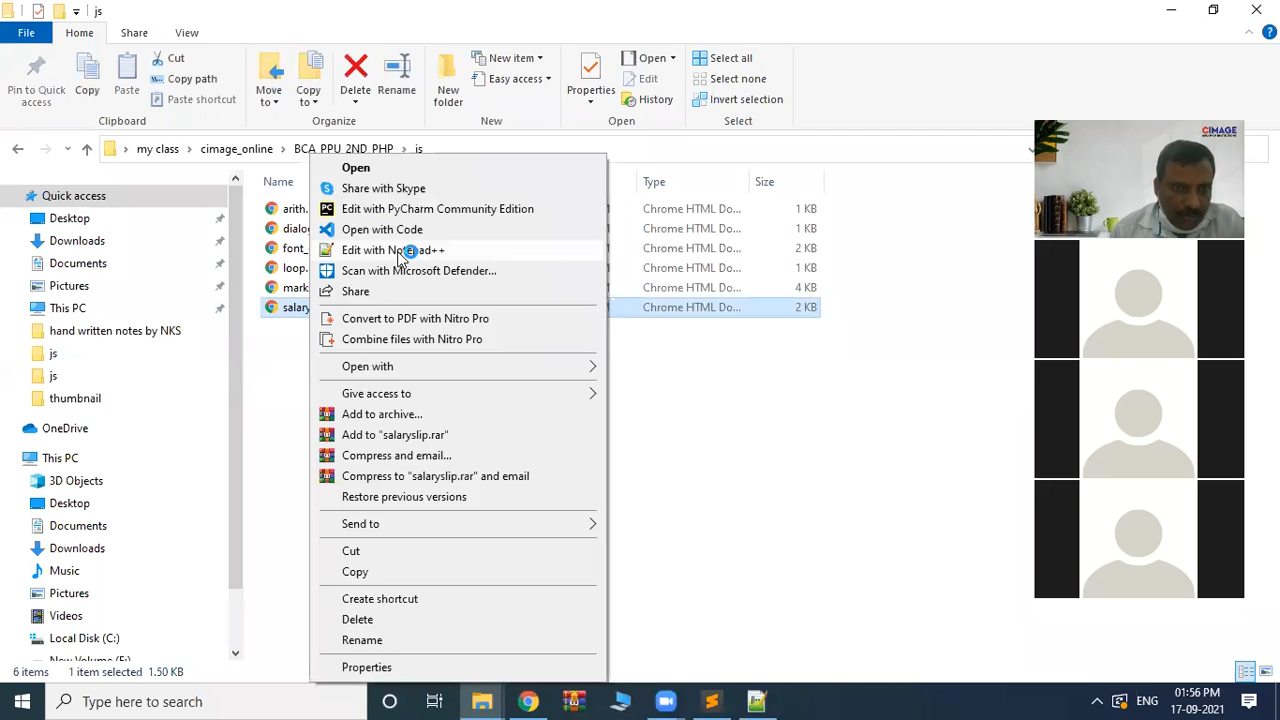 js
File
Home
Share
View
Pin to Quick access
Copy
Paste
Cut
Copy path
Paste shortcut
Move to
Copy to
Delete
Rename
New folder
New item
Easy access
Properties
Open
Edit
History
Select all
Select none
Invert selection
Clipboard
Organize
New
Open
Select
my class
cimage_online
BCA_PPU_2ND_PHP
js
Name
Type
Size
arith.
Chrome HTML Do...
1 KB
dialo
Chrome HTML Do...
1 KB
font_
Chrome HTML Do...
2 KB
loop.
Chrome HTML Do...
1 KB
mark
Chrome HTML Do...
4 KB
salary
Chrome HTML Do...
2 KB
Quick access
Desktop
Downloads
Documents
Pictures
This PC
hand written notes by NKS
js
js
thumbnail
OneDrive
This PC
3D Objects
Desktop
Documents
Downloads
Music
Pictures
Videos
Local Disk (C:)
New Volume (E:)
Open
Share with Skype
Edit with PyCharm Community Edition
Open with Code
Edit with Notepad++
Scan with Microsoft Defender...
Share
Convert to PDF with Nitro Pro
Combine files with Nitro Pro
Open with
Give access to
Add to archive...
Add to "salaryslip.rar"
Compress and email...
Compress to "salaryslip.rar" and email
Restore previous versions
Send to
Cut
Copy
Create shortcut
Delete
Rename
Properties
CIMAGE
6 items
1 item selected 1.50 KB
Type here to search
ENG
01:56 PM
17-09-2021